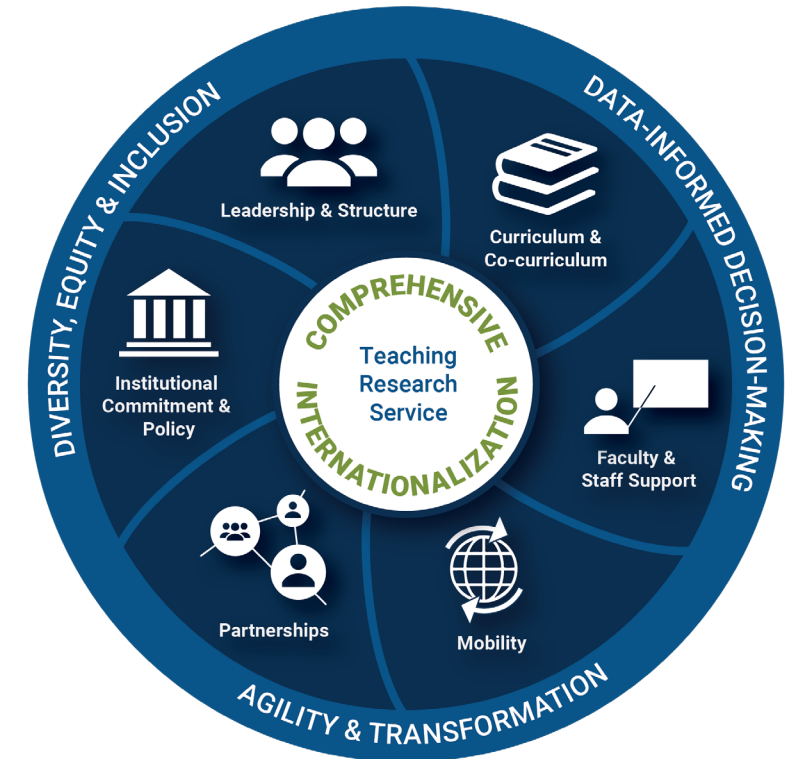 DIVERSITY, EQUITY & INCLUSION
DATA-INFORMED DECISION-MAKING
AGILITY & TRANSFORMATION
Leadership & Structure
Curriculum &
Co-curriculum
Faculty &
Staff Support
Mobility
Partnerships
Institutional
Commitment &
Policy
COMPREHENSIVE
INTERNATIONALIZATION
Teaching
Research
Service